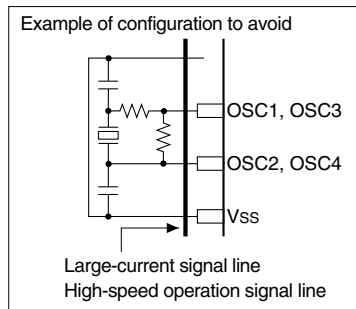 Example of configuration to avoid
OSC1, OSC3
OSC2, OSC4
VSS
Large-current signal line
High-speed operation signal line